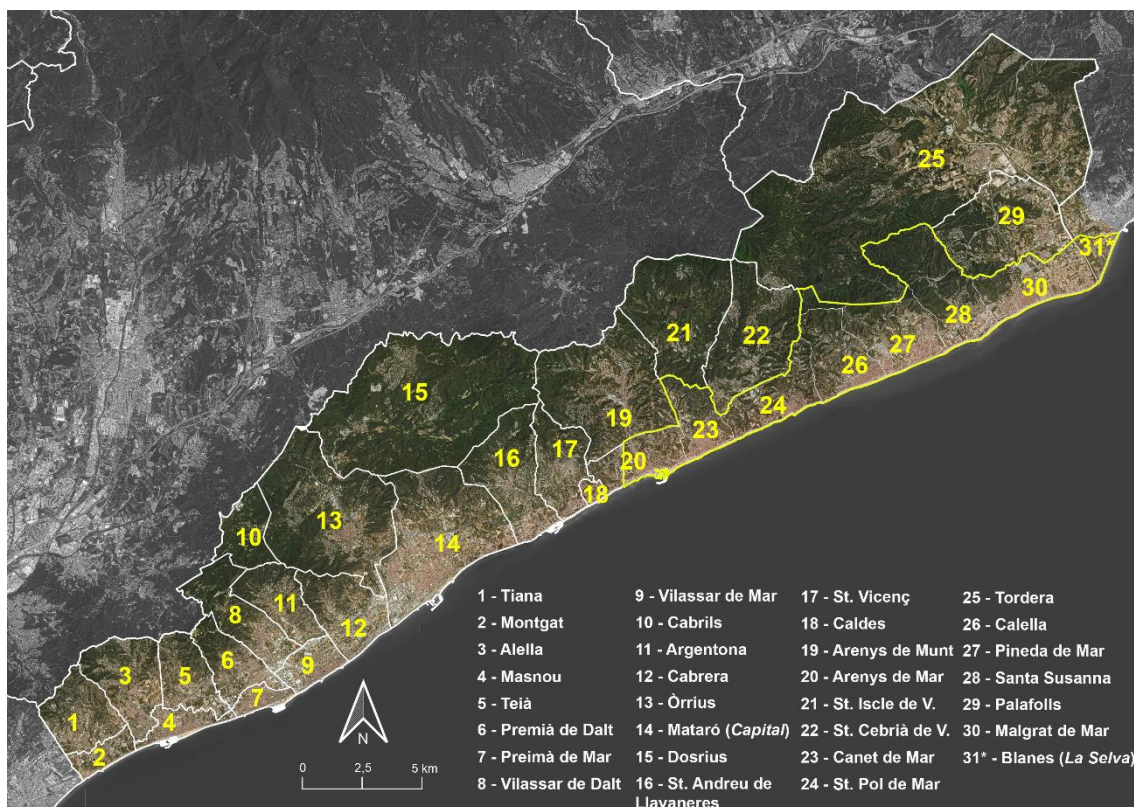 25
29
31*
30
21
22
28
27
26
15
19
24
23
16
17
20
18
10
13
14
8
11
12
6
9
3
5
7
1
4
2
N
0 2,5 5 km
1 - Tiana
2 - Montgat
3 - Alella
4 - Masnou
5 - Teià
6 - Premià de Dalt
7 - Preimà de Mar
8 - Vilassar de Dalt
9 - Vilassar de Mar
10 - Cabrils
11 - Argentona
12 - Cabrera
13 - Òrrius
14 - Mataró (Capital)
15 - Dosrius
16 - St. Andreu de
Llavaneres
17 - St. Vicenç
18 - Caldes
19 - Arenys de Munt
20 - Arenys de Mar
21 - St. Iscle de V.
22 - St. Cebrià de V.
23 - Canet de Mar
24 - St. Pol de Mar
25 - Tordera
26 - Calella
27 - Pineda de Mar
28 - Santa Susanna
29 - Palafolls
30 - Malgrat de Mar
31* - Blanes (La Selva)